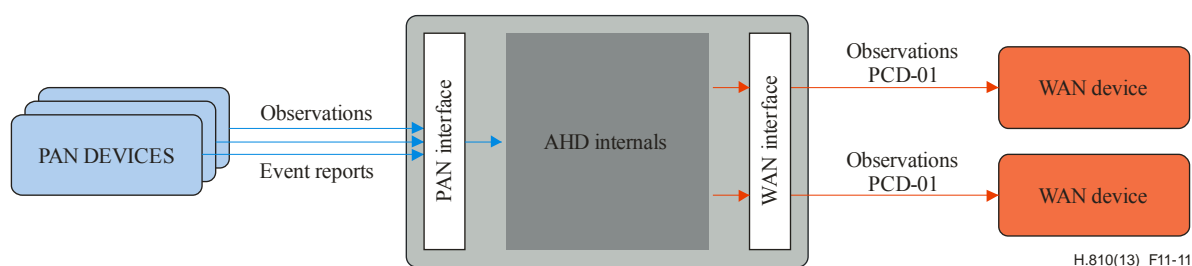 PAN DEVICES
Observations
Event reports
PAN interface
AHD internals
WAN interface
Observations
PCD-01
WAN device
Observations
PCD-01
WAN device
H.810(13)_F11-11